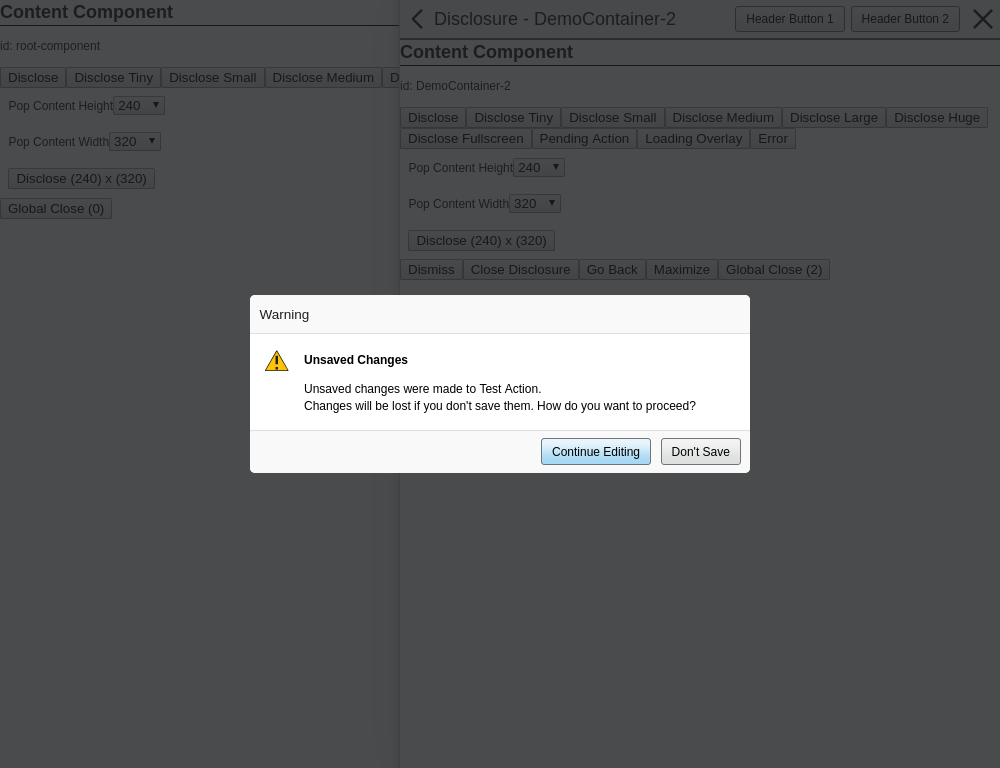 Content Component
id: root-component
Disclose Disclose Tiny Disclose Small Disclose Medium D
Pop Content Height 240
Pop Content Width 320
Disclose (240) x (320)
Global Close (0)
Disclosure - DemoContainer-2 Header Button 1 Header Button 2
Content Component
id: DemoContainer-2
Disclose Disclose Tiny Disclose Small Disclose Medium Disclose Large Disclose Huge
Disclose Fullscreen Pending Action Loading Overlay Error
Pop Content Height 240
Pop Content Width 320
Disclose (240) x (320)
Dismiss Close Disclosure Go Back Maximize Global Close (2)
Warning
Unsaved Changes
Unsaved changes were made to Test Action.
Changes will be lost if you don't save them. How do you want to proceed?
Continue Editing Don't Save